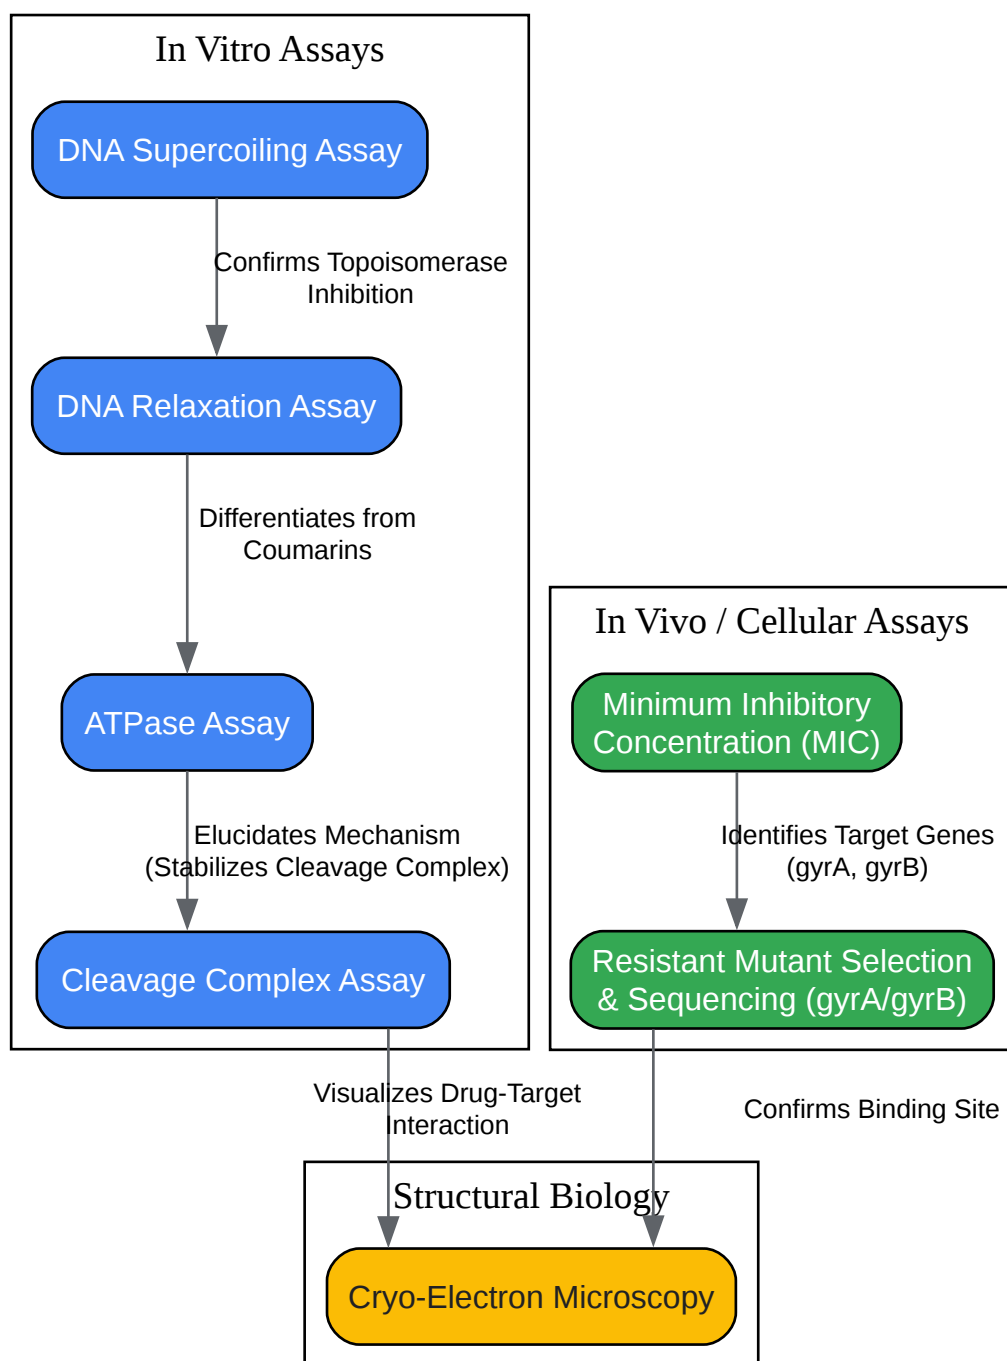 In Vitro Assays
DNA Supercoiling Assay
Confirms Topoisomerase
Inhibition
DNA Relaxation Assay
Differentiates from
Coumarins
ATPase Assay
Elucidates Mechanism
(Stabilizes Cleavage Complex)
Cleavage Complex Assay
In Vivo / Cellular Assays
Minimum Inhibitory
Concentration (MIC)
Identifies Target Genes
(gyrA, gyrB)
Resistant Mutant Selection
& Sequencing (gyrA/gyrB)
Visualizes Drug-Target
Interaction
Confirms Binding Site
Structural Biology
Cryo-Electron Microscopy